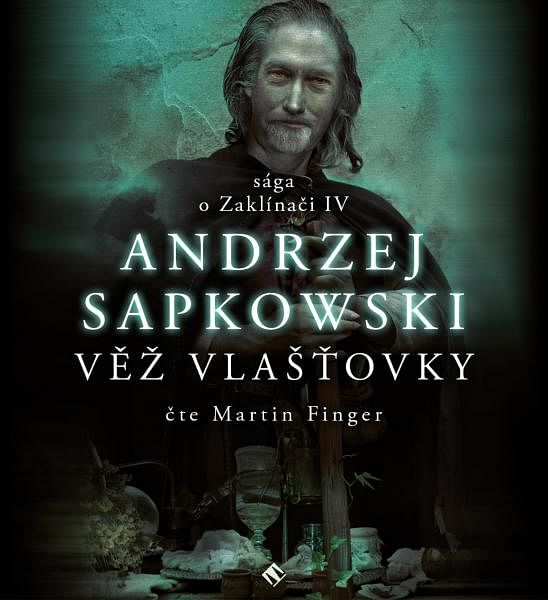 sága
o Zaklínači IV
ANDRZEJ
SAPKOWSKI
VĚŽ VLAŠŤOVKY
čte Martin Finger